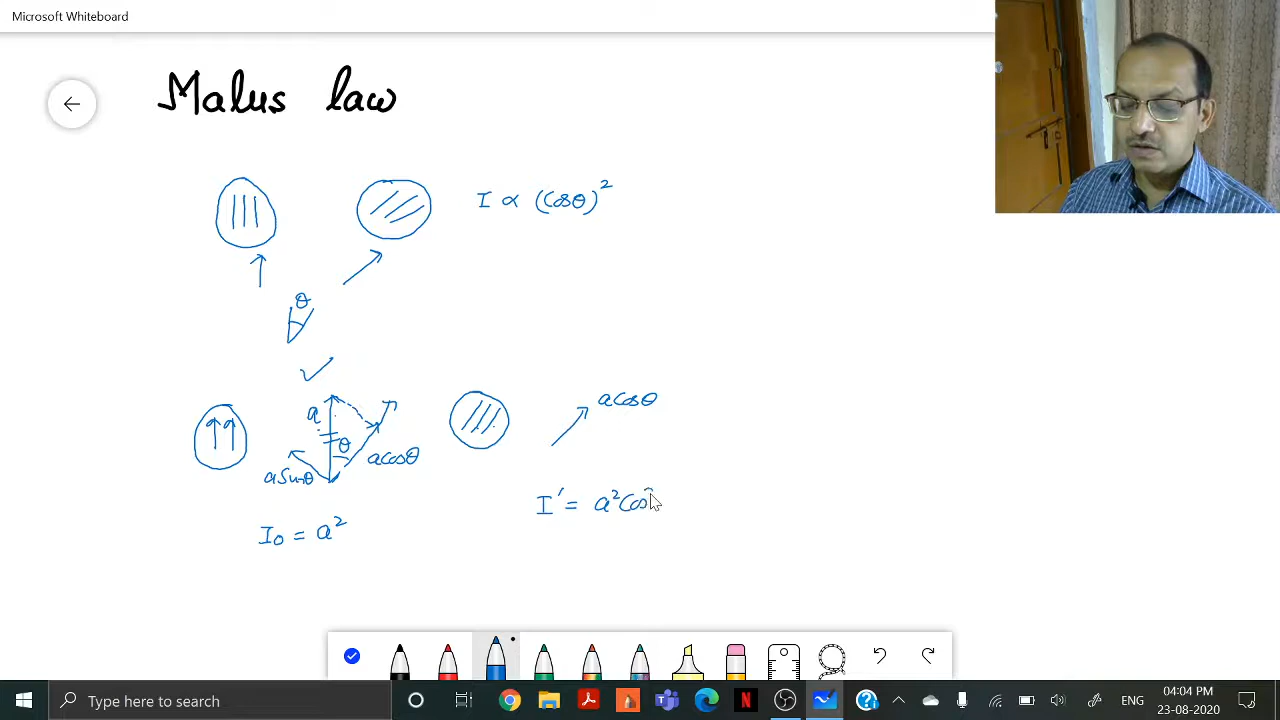 Microsoft Whiteboard
Malus law
I ∝ (cosθ)²
θ
a
θ
asinθ
acosθ
acosθ
I₀ = a²
I′ = a²cos²
Type here to search
N
ENG
04:04 PM
23-08-2020